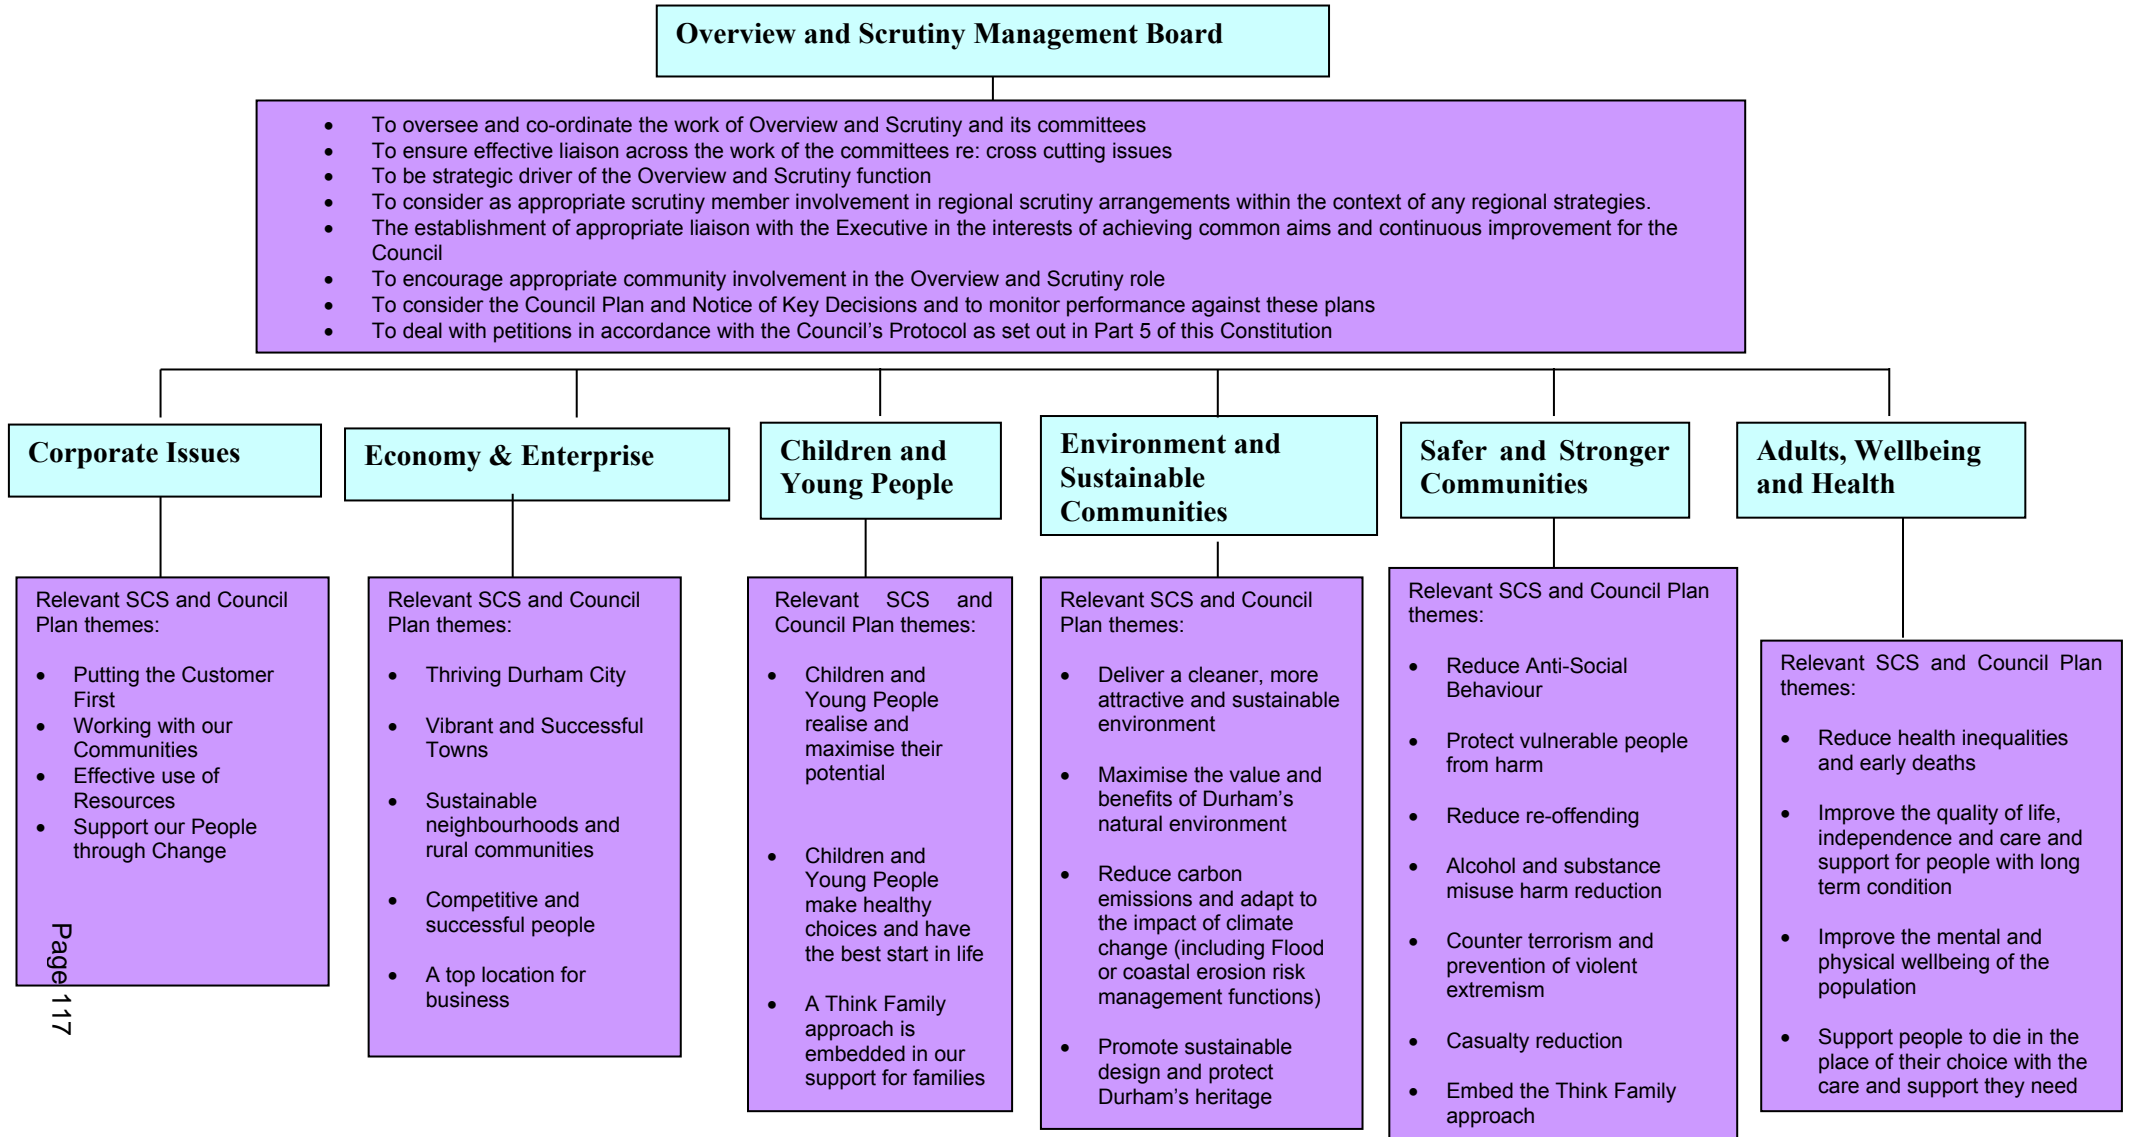 Overview and Scrutiny Management Board
• To oversee and co-ordinate the work of Overview and Scrutiny and its committees
• To ensure effective liaison across the work of the committees re: cross cutting issues
• To be strategic driver of the Overview and Scrutiny function
• To consider as appropriate scrutiny member involvement in regional scrutiny arrangements within the context of any regional strategies.
• The establishment of appropriate liaison with the Executive in the interests of achieving common aims and continuous improvement for the
Council
• To encourage appropriate community involvement in the Overview and Scrutiny role
• To consider the Council Plan and Notice of Key Decisions and to monitor performance against these plans
• To deal with petitions in accordance with the Council's Protocol as set out in Part 5 of this Constitution
Corporate Issues
Relevant SCS and Council
Plan themes:
• Putting the Customer
First
• Working with our
Communities
• Effective use of
Resources
• Support our People
through Change
Economy & Enterprise
Relevant SCS and Council
Plan themes:
• Thriving Durham City
• Vibrant and Successful
Towns
• Sustainable
neighbourhoods and
rural communities
• Competitive and
successful people
• A top location for
business
Children and
Young People
Relevant SCS and
Council Plan themes:
• Children and
Young People
realise and
maximise their
potential
• Children and
Young People
make healthy
choices and have
the best start in life
• A Think Family
approach is
embedded in our
support for families
Environment and
Sustainable
Communities
Relevant SCS and Council
Plan themes:
• Deliver a cleaner, more
attractive and sustainable
environment
• Maximise the value and
benefits of Durham's
natural environment
• Reduce carbon
emissions and adapt to
the impact of climate
change (including Flood
or coastal erosion risk
management functions)
• Promote sustainable
design and protect
Durham's heritage
Safer and Stronger
Communities
Relevant SCS and Council Plan
themes:
• Reduce Anti-Social
Behaviour
• Protect vulnerable people
from harm
• Reduce re-offending
• Alcohol and substance
misuse harm reduction
• Counter terrorism and
prevention of violent
extremism
• Casualty reduction
• Embed the Think Family
approach
Adults, Wellbeing
and Health
Relevant SCS and Council Plan
themes:
• Reduce health inequalities
and early deaths
• Improve the quality of life,
independence and care and
support for people with long
term condition
• Improve the mental and
physical wellbeing of the
population
• Support people to die in the
place of their choice with the
care and support they need
Page 117